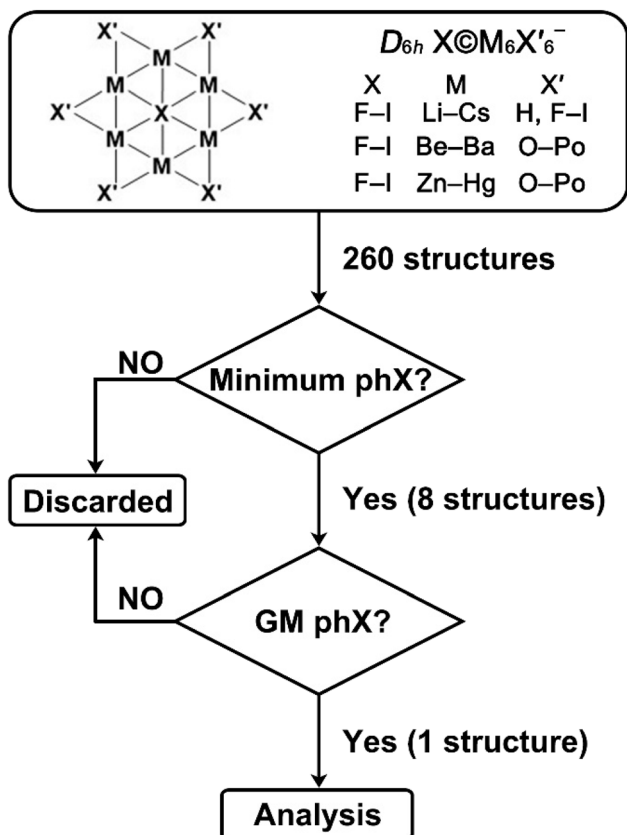 X' X' D6h X©M6X'6−
M
M M
X' X X'
M M
M
X' X'
X M X'
F–I Li–Cs H, F–I
F–I Be–Ba O–Po
F–I Zn–Hg O–Po
260 structures
NO
Minimum phX?
Discarded
Yes (8 structures)
NO
GM phX?
Yes (1 structure)
Analysis